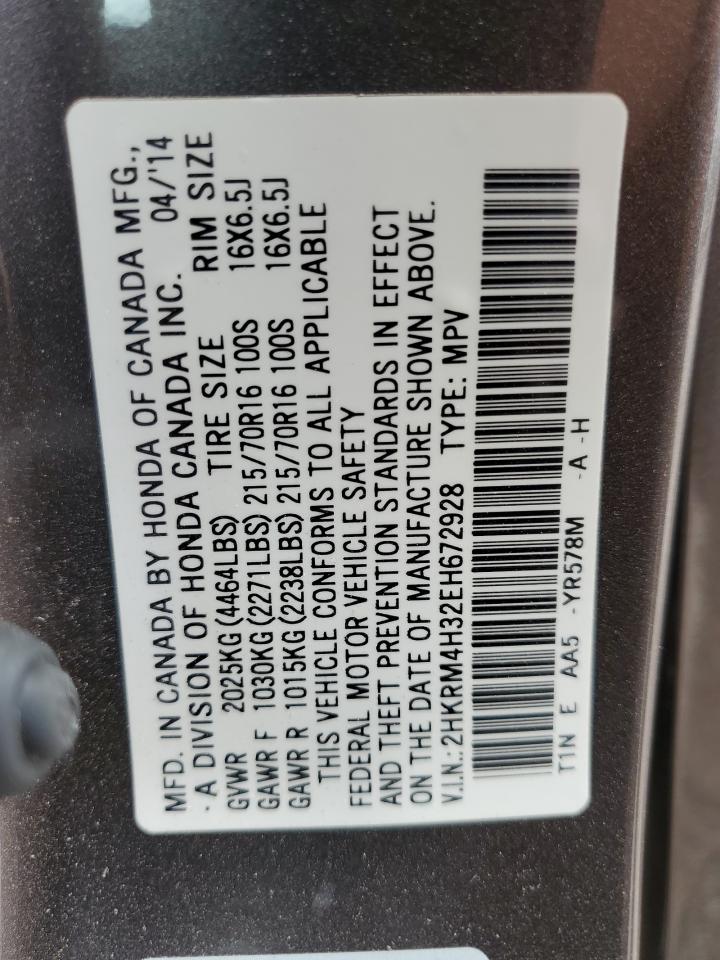 MFD. IN CANADA BY HONDA OF CANADA MFG.,
· A DIVISION OF HONDA CANADA INC. 04/'14
GVWR 2025KG(4464LBS) TIRE SIZE RIM SIZE
GAWR F 1030KG(2271LBS)215/70R16 100S 16X6.5J
GAWR R 1015KG(2238LBS)215/70R16 100S 16X6.5J
THIS VEHICLE CONFORMS TO ALL APPLICABLE
FEDERAL MOTOR VEHICLE SAFETY
AND THEFT PREVENTION STANDARDS IN EFFECT
ON THE DATE OF MANUFACTURE SHOWN ABOVE.
V.I.N.: 2HKRM4H32EH672928 TYPE: MPV
T1N E AA5 -YR578M -A -H